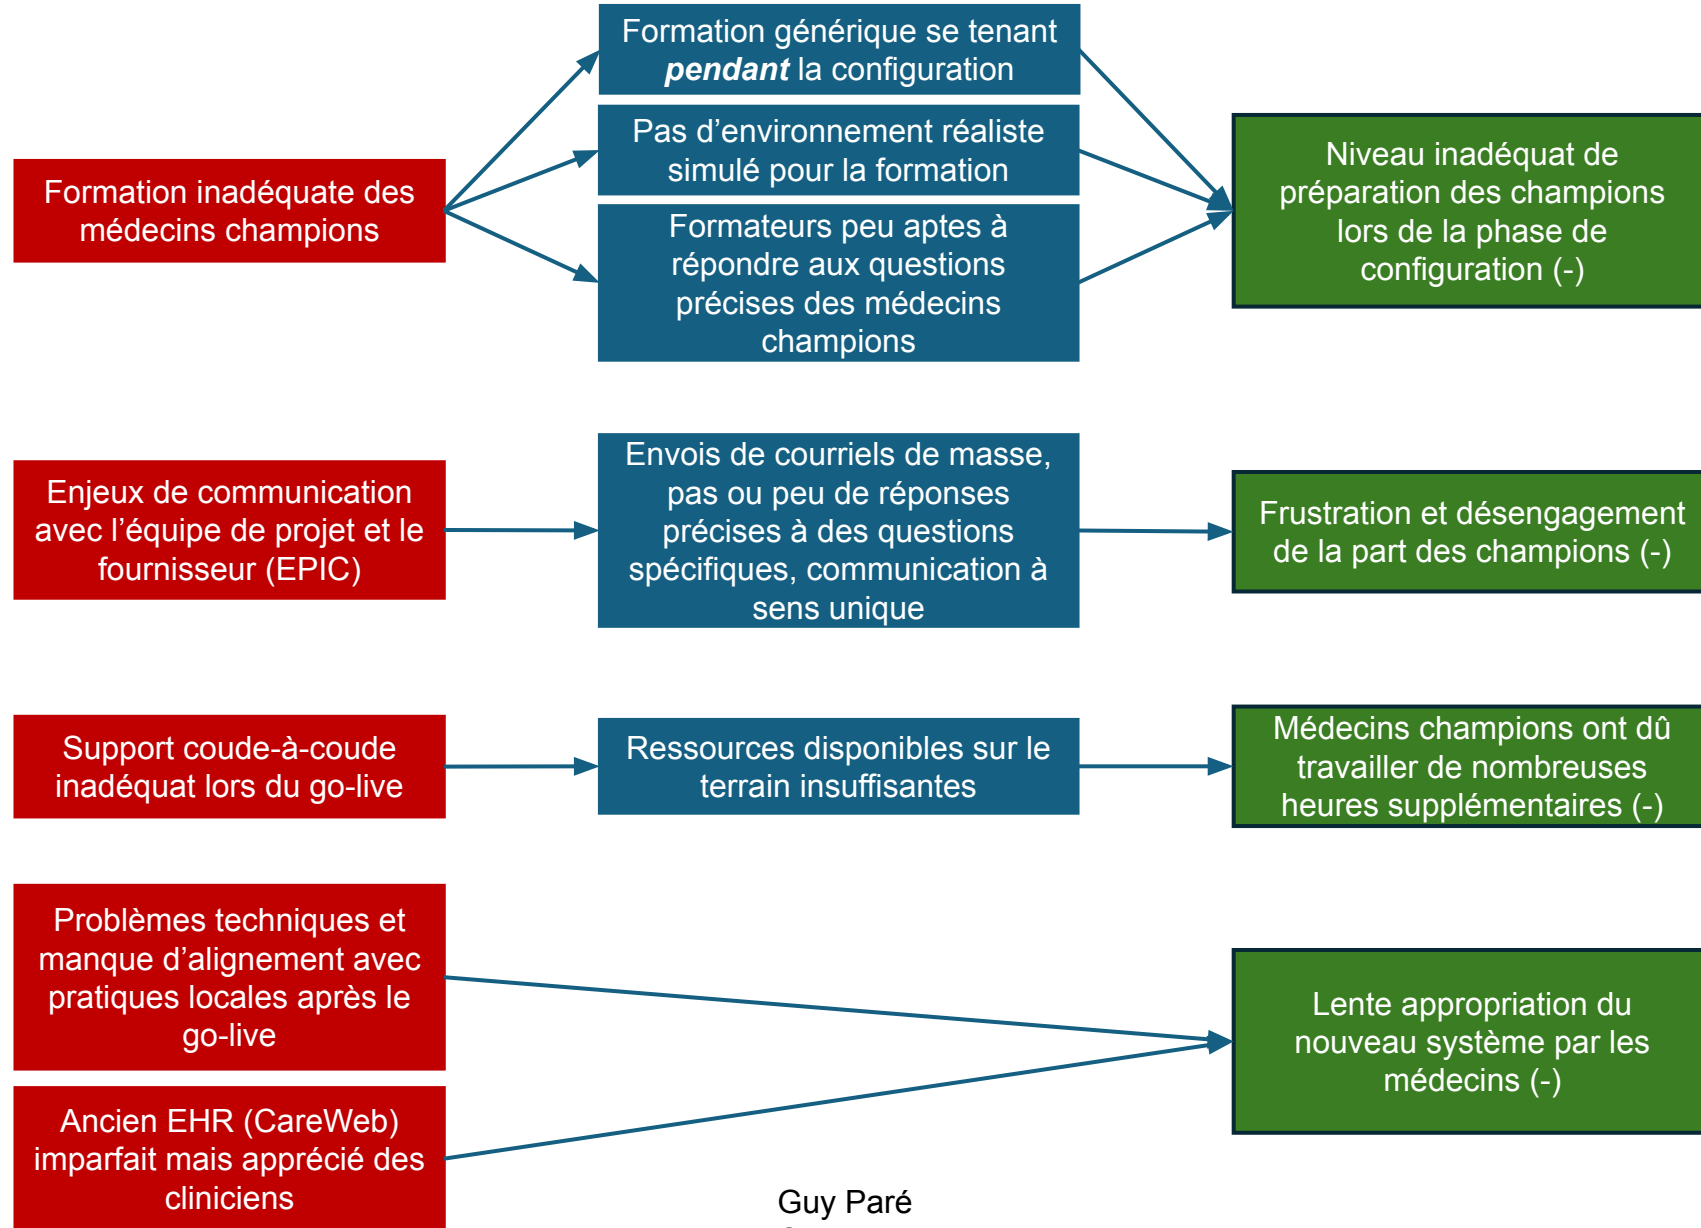 Formation générique se tenant
pendant la configuration
Pas d’environnement réaliste
simulé pour la formation
Formation inadéquate des
médecins champions
Formateurs peu aptes à
répondre aux questions
précises des médecins
champions
Niveau inadéquat de
préparation des champions
lors de la phase de
configuration (-)
Enjeux de communication
avec l’équipe de projet et le
fournisseur (EPIC)
Envois de courriels de masse,
pas ou peu de réponses
précises à des questions
spécifiques, communication à
sens unique
Frustration et désengagement
de la part des champions (-)
Support coude-à-coude
inadéquat lors du go-live
Ressources disponibles sur le
terrain insuffisantes
Médecins champions ont dû
travailler de nombreuses
heures supplémentaires (-)
Problèmes techniques et
manque d’alignement avec
pratiques locales après le
go-live
Ancien EHR (CareWeb)
imparfait mais apprécié des
cliniciens
Lente appropriation du
nouveau système par les
médecins (-)
Guy Paré